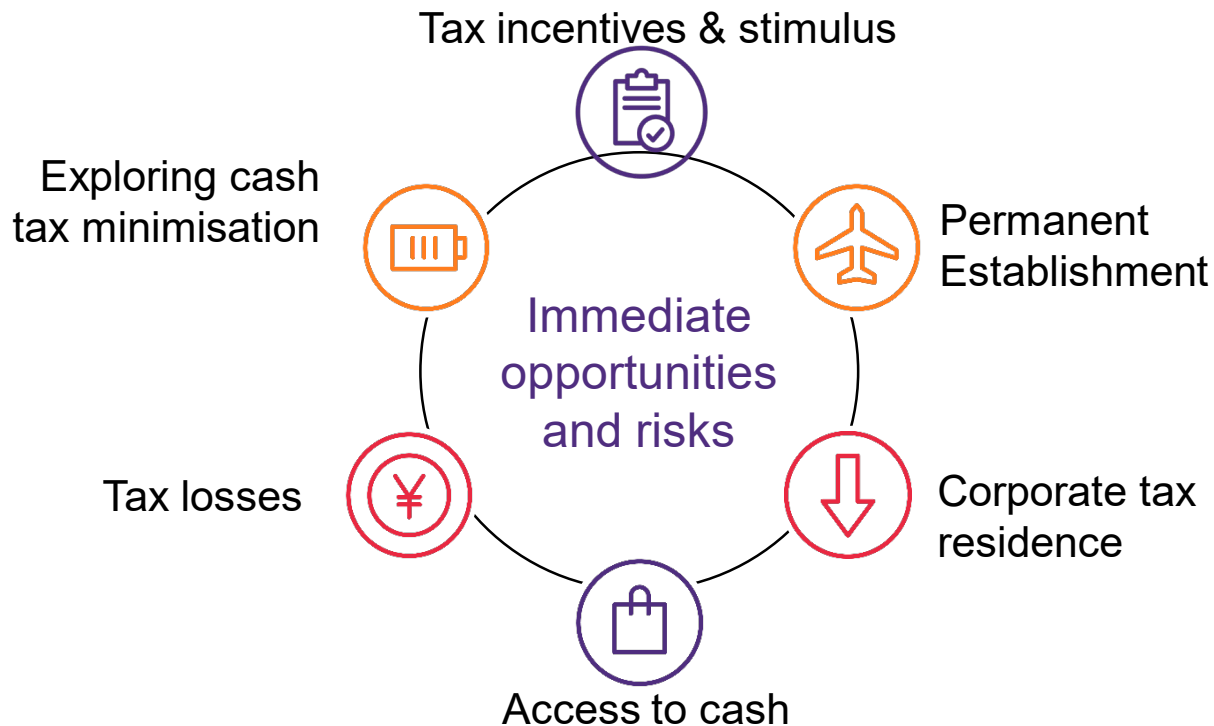 Tax incentives & stimulus
Exploring cash
tax minimisation
Permanent
Establishment
Immediate
opportunities
and risks
Tax losses
¥
Corporate tax
residence
Access to cash